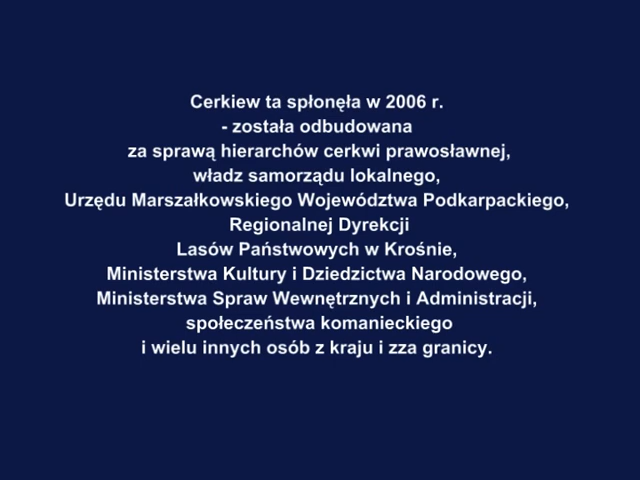 Cerkiew ta spłonęła w 2006 r.
- została odbudowana
za sprawą hierarchów cerkwi prawosławnej,
władz samorządu lokalnego,
Urzędu Marszałkowskiego Województwa Podkarpackiego,
Regionalnej Dyrekcji
Lasów Państwowych w Krośnie,
Ministerstwa Kultury i Dziedzictwa Narodowego,
Ministerstwa Spraw Wewnętrznych i Administracji,
społeczeństwa komanieckiego
i wielu innych osób z kraju i zza granicy.